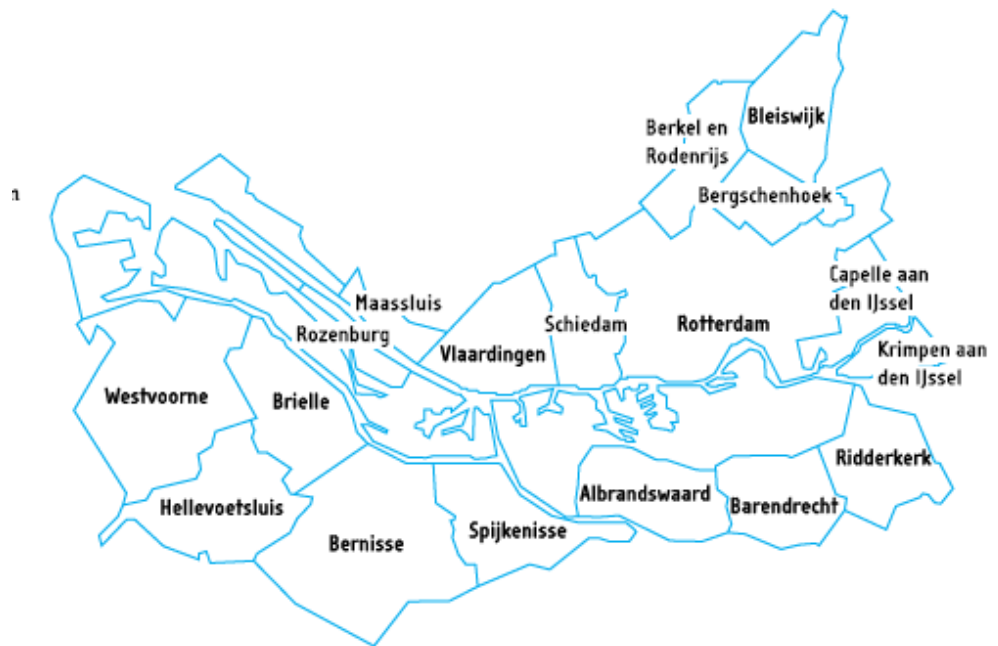 Bleiswijk
Berkel en
Rodenrijs
Bergschenhoek
n
Capelle aan
den IJssel
Maassluis
Rozenburg
Schiedam
Rotterdam
Vlaardingen
Krimpen aan
den IJssel
Westvoorne
Brielle
Ridderkerk
Albrandswaard
Barendrecht
Hellevoetsluis
Spijkenisse
Bernisse